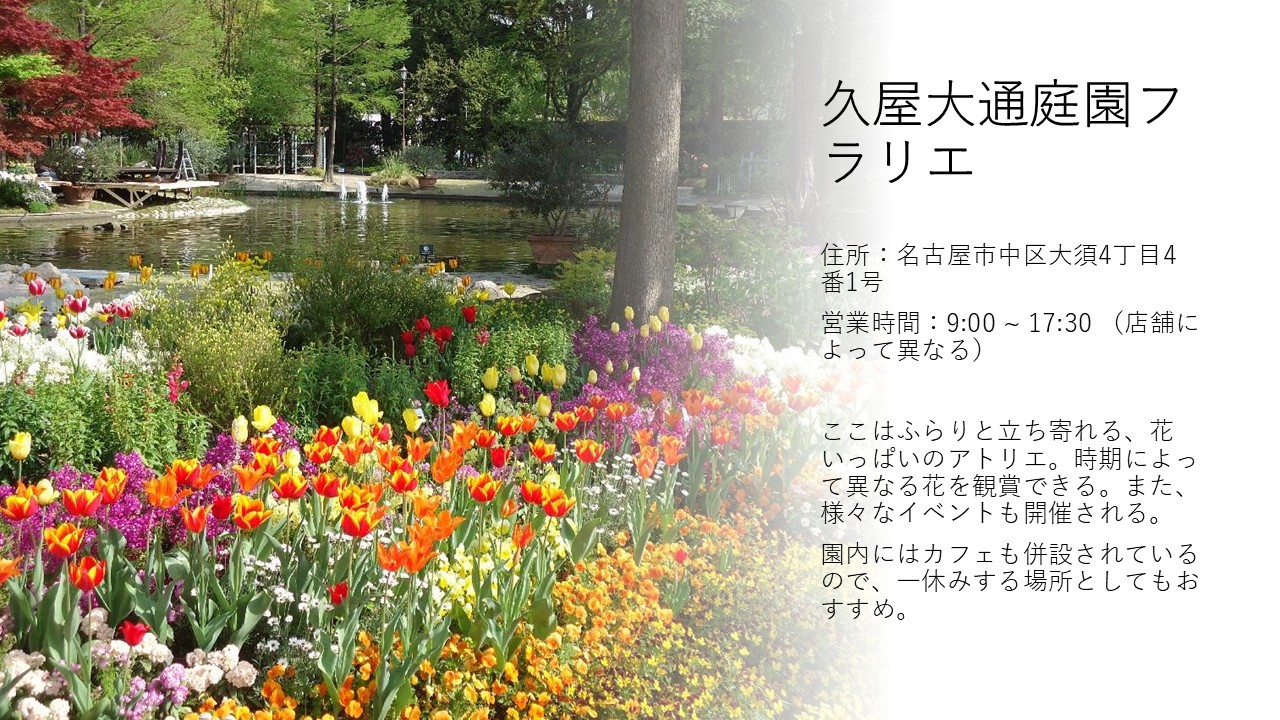 久屋大通庭園フ
ラリエ
住所：名古屋市中区大須4丁目4
番1号
営業時間：9:00 ~ 17:30 （店舗に
よって異なる）
ここはふらりと立ち寄れる、花
いっぱいのアトリエ。時期によっ
て異なる花を観賞できる。また、
様々なイベントも開催される。
園内にはカフェも併設されている
ので、一休みする場所としてもお
すすめ。